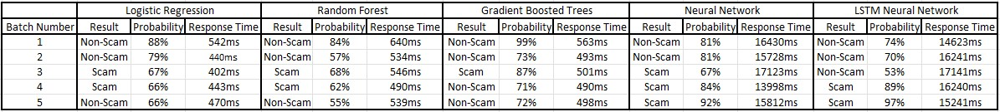 Logistic Regression Random Forest Gradient Boosted Trees Neural Network LSTM Neural Network
Batch Number Result Probability Response Time Result Probability Response Time Result Probability Response Time Result Probability Response Time Result Probability Response Time
1 Non-Scam 88% 542ms Non-Scam 84% 640ms Non-Scam 99% 563ms Non-Scam 81% 16430ms Non-Scam 74% 14623ms
2 Non-Scam 79% 440ms Non-Scam 57% 534ms Non-Scam 73% 493ms Non-Scam 81% 15728ms Non-Scam 70% 16241ms
3 Scam 67% 402ms Scam 68% 546ms Scam 87% 501ms Scam 67% 17123ms Non-Scam 53% 17141ms
4 Scam 66% 443ms Scam 62% 490ms Non-Scam 71% 490ms Scam 84% 13998ms Scam 89% 16240ms
5 Non-Scam 66% 470ms Non-Scam 55% 539ms Non-Scam 72% 498ms Scam 92% 15812ms Scam 97% 15241ms